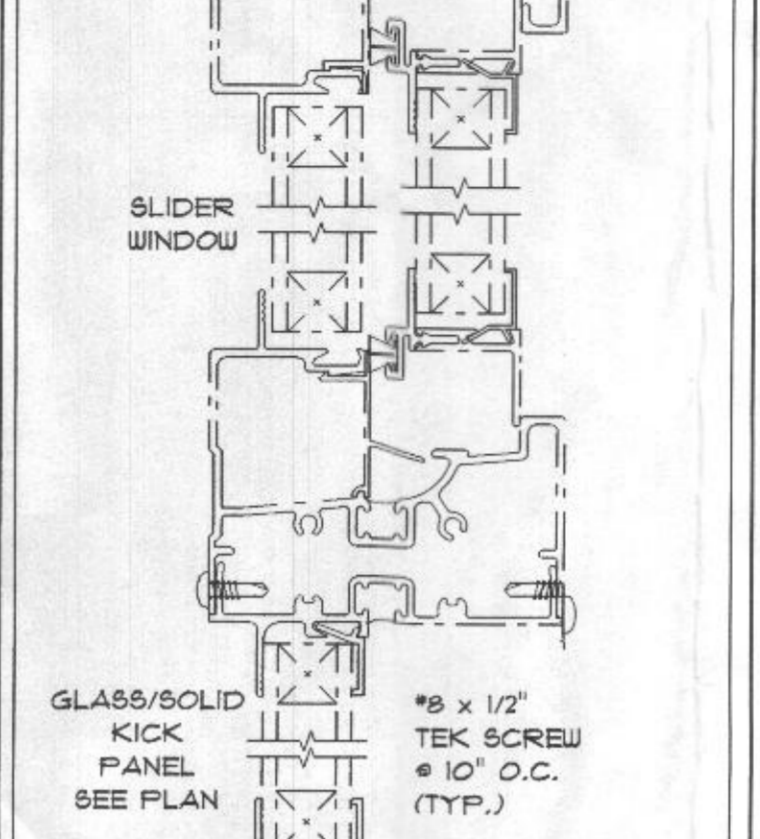 SLIDER
WINDOW
GLASS/SOLID
KICK
PANEL
SEE PLAN
#8 x 1/2"
TEK SCREW
@ 10" O.C.
(TYP.)